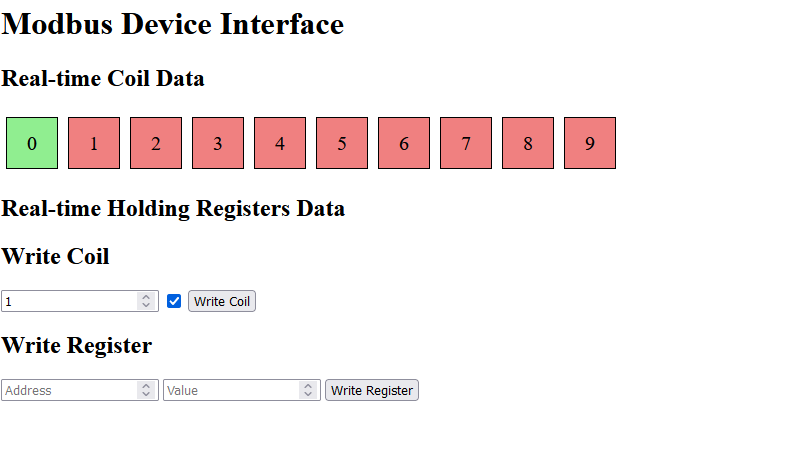 Modbus Device Interface
Real-time Coil Data
0 1 2 3 4 5 6 7 8 9
Real-time Holding Registers Data
Write Coil
1 Write Coil
Write Register
Address Value Write Register